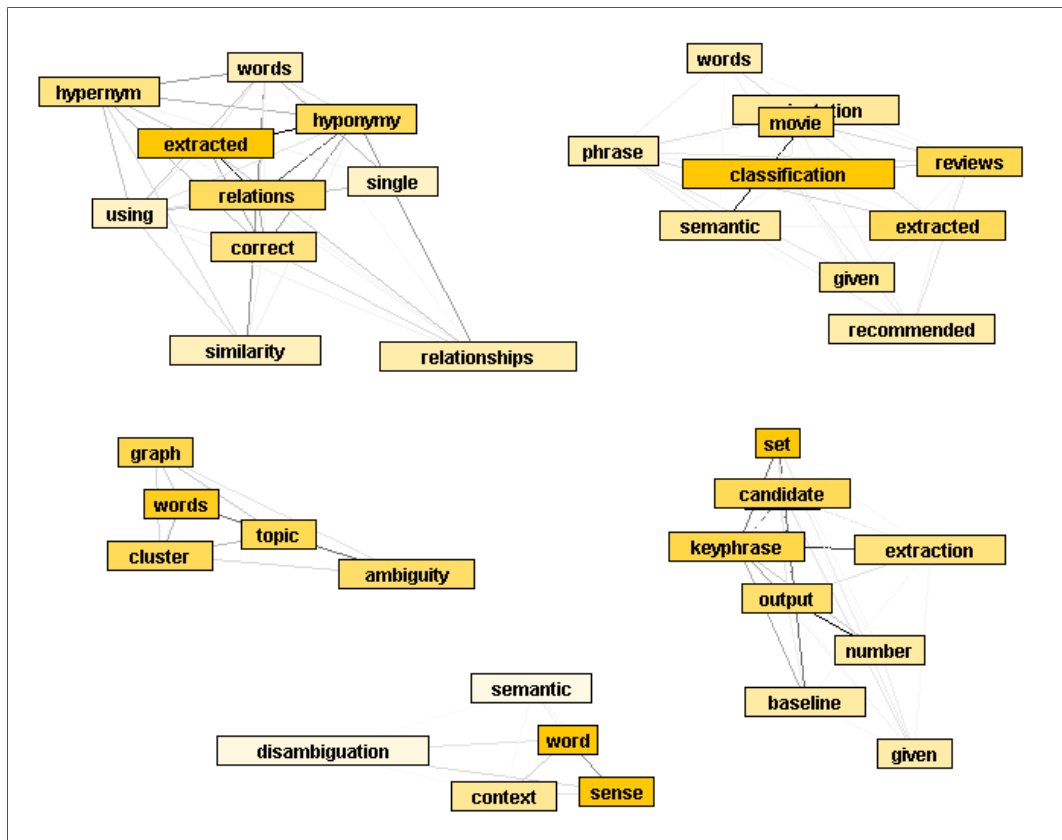 words
hypernym
hyponymy
extracted
single
relations
using
correct
similarity
relationships
words
movie
phrase
reviews
classification
semantic
extracted
given
recommended
graph
words
topic
cluster
ambiguity
set
candidate
keyphrase
extraction
output
number
baseline
given
semantic
word
disambiguation
sense
context